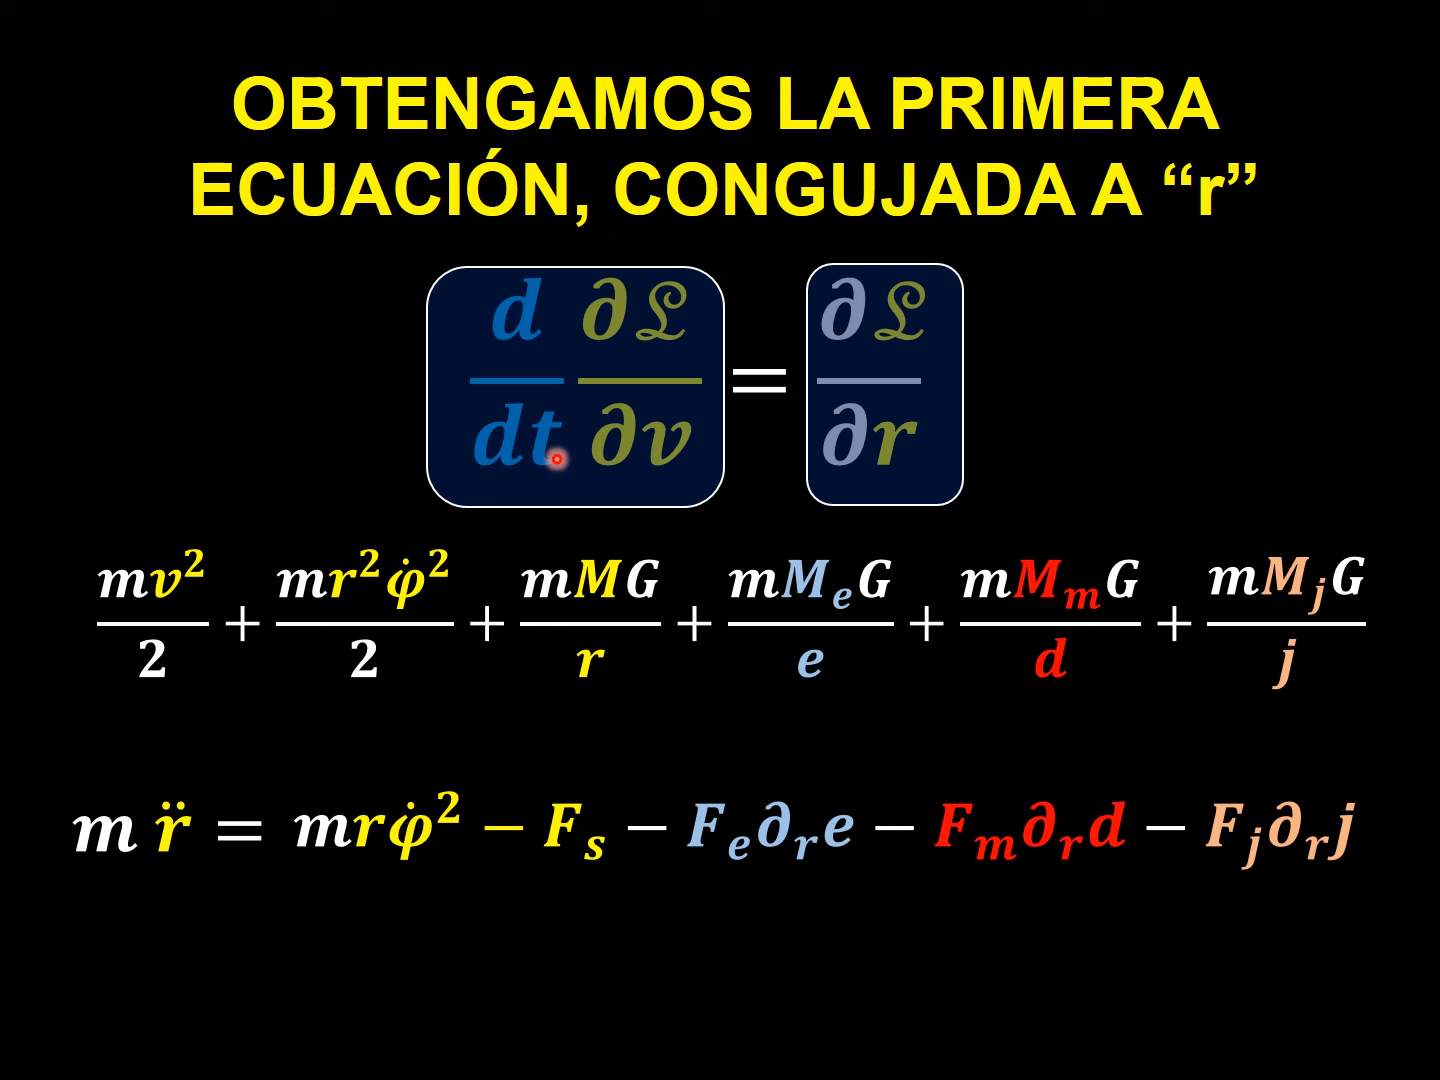 OBTENGAMOS LA PRIMERA
ECUACIÓN, CONGUJADA A “r”
d/dt ∂ℒ/∂v = ∂ℒ/∂r
mv²/2 + mr²φ̇²/2 + mMG/r + mMₑG/e + mMₘG/d + mMⱼG/j
m r̈ = mrφ̇² − Fₛ − Fₑ∂ᵣe − Fₘ∂ᵣd − Fⱼ∂ᵣj